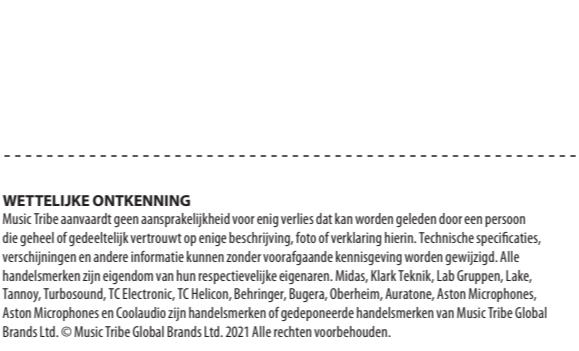 WETTELIJKE ONTKENNING
Music Tribe aanvaardt geen aansprakelijkheid voor enig verlies dat kan worden geleden door een persoon
die geheel of gedeeltelijk vertrouwt op enige beschrijving, foto of verklaring hierin. Technische specificaties,
verschijningen en andere informatie kunnen zonder voorafgaande kennisgeving worden gewijzigd. Alle
handelsmerken zijn eigendom van hun respectievelijke eigenaren. Midas, Klark Teknik, Lab Gruppen, Lake,
Tannoy, Turbosound, TC Electronic, TC Helicon, Behringer, Bugera, Oberheim, Auratone, Aston Microphones,
Aston Microphones en Coolaudio zijn handelsmerken of gedeponeerde handelsmerken van Music Tribe Global
Brands Ltd. © Music Tribe Global Brands Ltd. 2021 Alle rechten voorbehouden.